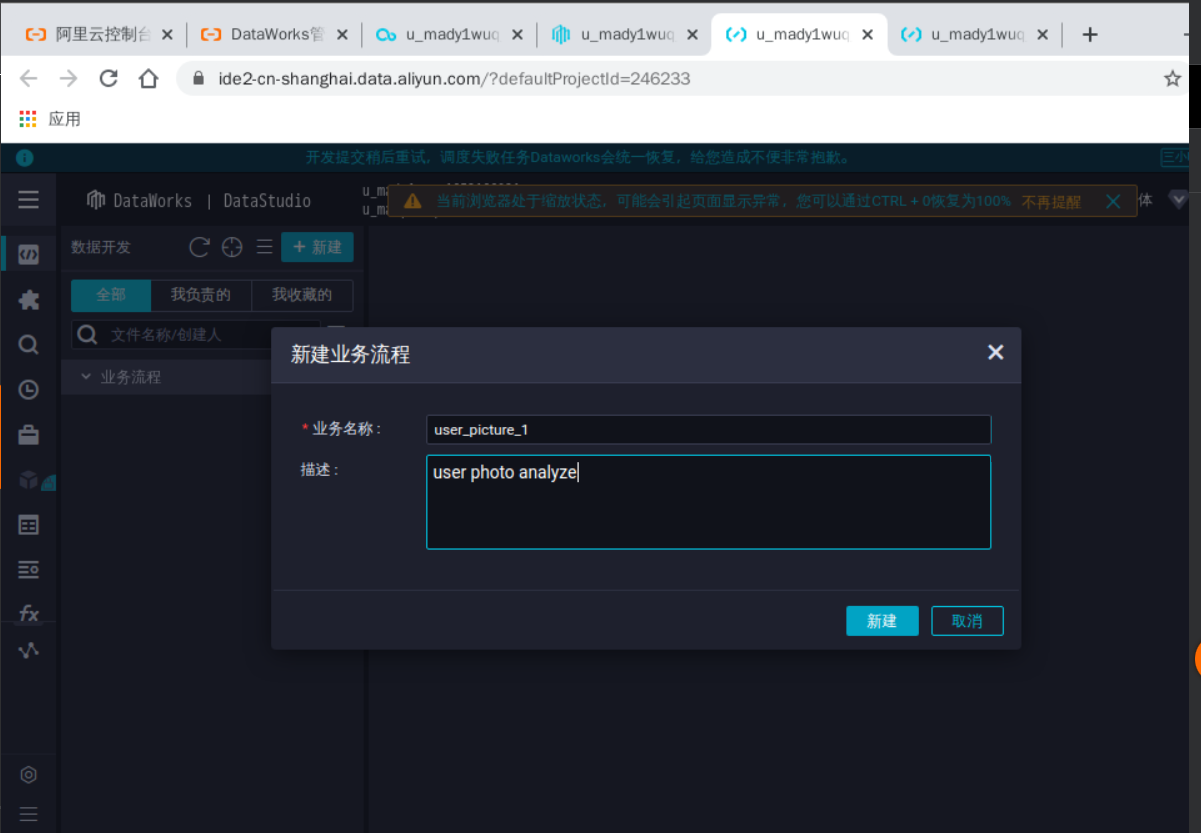 阿里云控制台
DataWorks管
u_mady1wuq
u_mady1wuq
u_mady1wuq
u_mady1wuq
ide2-cn-shanghai.data.aliyun.com/?defaultProjectId=246233
应用
开发提交稍后重试，调度失败任务Dataworks会统一恢复，给您造成不便非常抱歉。
DataWorks | DataStudio
当前浏览器处于缩放状态，可能会引起页面显示异常，您可以通过CTRL + 0恢复为100% 不再提醒
体
数据开发
+ 新建
全部 我负责的 我收藏的
文件名称/创建人
业务流程
新建业务流程
* 业务名称 : user_picture_1
描述 : user photo analyze
新建 取消
fx